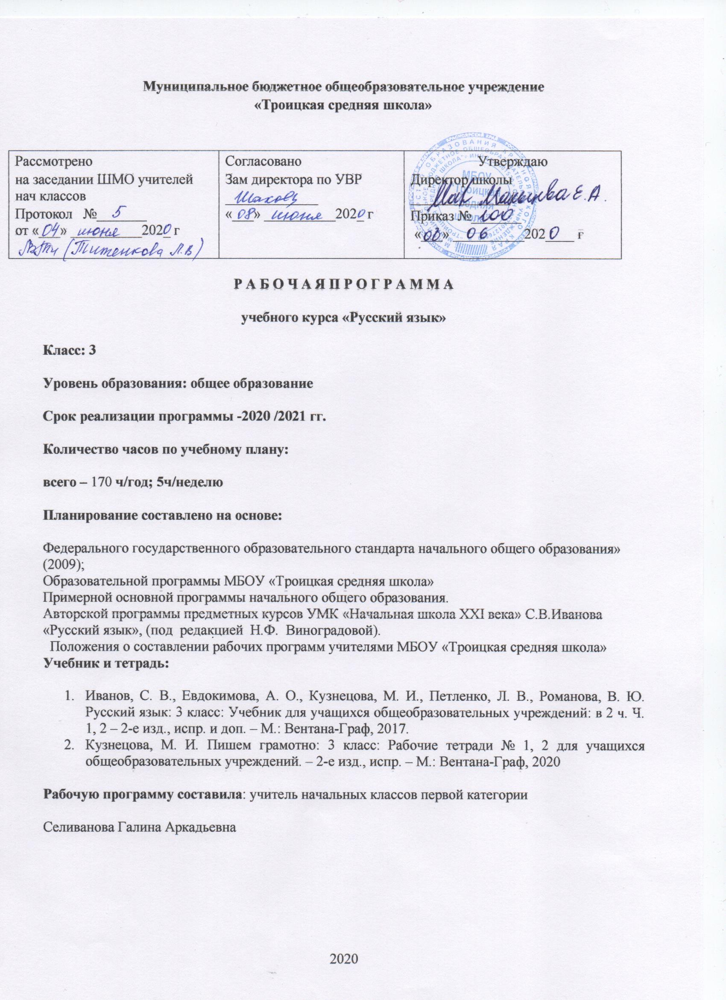 Муниципальное бюджетное общеобразовательное учреждение
«Троицкая средняя школа»
Рассмотрено
на заседании ШМО учителей
нач классов
Протокол №____5____
от «04» июня 2020 г
(Титенкова Л.В)
Согласовано
Зам директора по УВР
«08» июня 2020 г
Утверждаю
Директор школы
Е.А.
Приказ № 100
«08» 06 2020 г
МБОУ
"Троицкая
средняя
школа"
Р А Б О Ч А Я П Р О Г Р А М М А
учебного курса «Русский язык»
Класс: 3
Уровень образования: общее образование
Срок реализации программы -2020 /2021 гг.
Количество часов по учебному плану:
всего – 170 ч/год; 5ч/неделю
Планирование составлено на основе:
Федерального государственного образовательного стандарта начального общего образования»
(2009);
Образовательной программы МБОУ «Троицкая средняя школа»
Примерной основной программы начального общего образования.
Авторской программы предметных курсов УМК «Начальная школа XXI века» С.В.Иванова
«Русский язык», (под редакцией Н.Ф. Виноградовой).
Положения о составлении рабочих программ учителями МБОУ «Троицкая средняя школа»
Учебник и тетрадь:
1. Иванов, С. В., Евдокимова, А. О., Кузнецова, М. И., Петленко, Л. В., Романова, В. Ю.
Русский язык: 3 класс: Учебник для учащихся общеобразовательных учреждений: в 2 ч. Ч.
1, 2 – 2-е изд., испр. и доп. – М.: Вентана-Граф, 2017.
2. Кузнецова, М. И. Пишем грамотно: 3 класс: Рабочие тетради № 1, 2 для учащихся
общеобразовательных учреждений. – 2-е изд., испр. – М.: Вентана-Граф, 2020
Рабочую программу составила: учитель начальных классов первой категории
Селиванова Галина Аркадьевна
2020